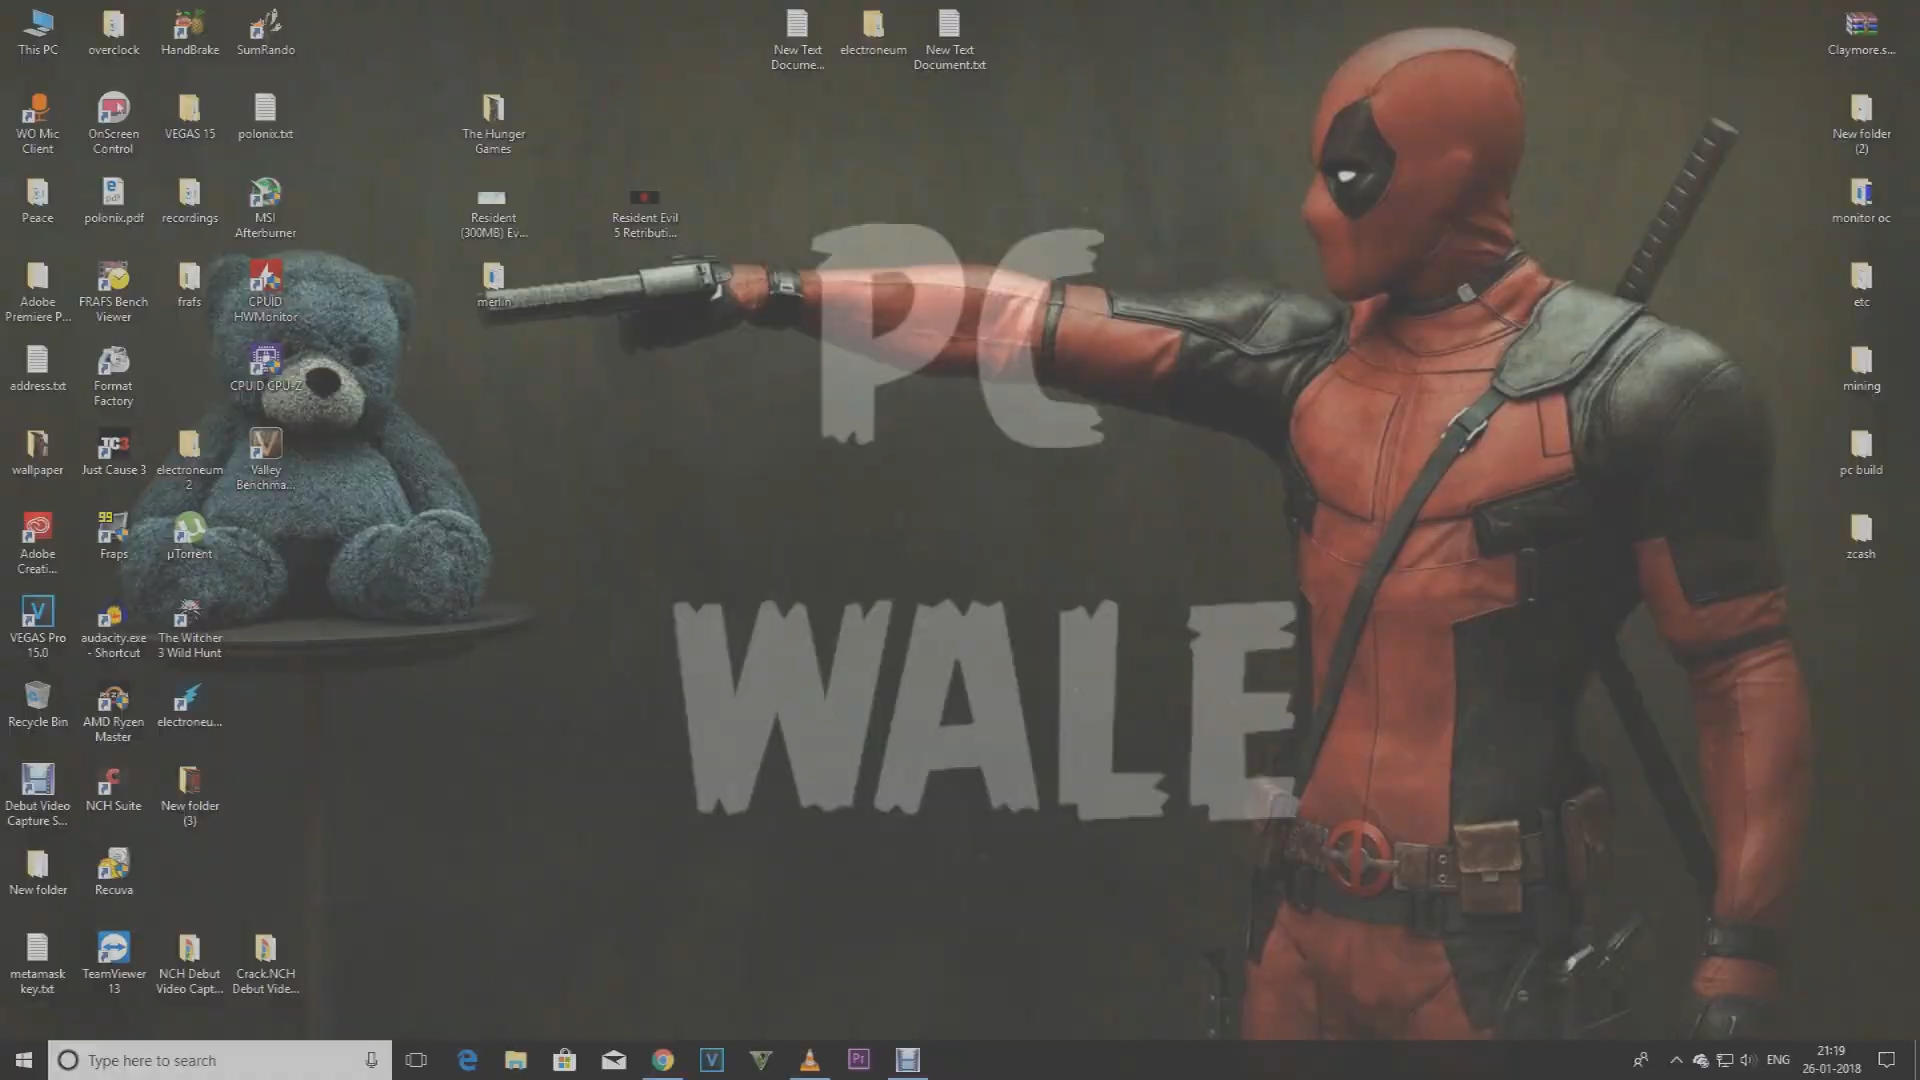 This PC
overclock
HandBrake
SumRando
New Text
Docume...
electroneum
New Text
Document.txt
Claymore.s...
WO Mic
Client
OnScreen
Control
VEGAS 15
polonix.txt
The Hunger
Games
New folder
(2)
Peace
polonix.pdf
recordings
MSI
Afterburner
Resident
(300MB) Ev...
Resident Evil
5 Retributi...
monitor oc
Adobe
Premiere P...
FRAFS Bench
Viewer
frafs
CPUID
HWMonitor
merlin
etc
address.txt
Format
Factory
CPUID CPU-Z
mining
wallpaper
TC3
Just Cause 3
electroneum
2
Valley
Benchma...
pc build
Adobe
Creati...
99
Fraps
µTorrent
zcash
VEGAS Pro
15.0
audacity.exe
- Shortcut
The Witcher
3 Wild Hunt
Recycle Bin
AMD Ryzen
Master
electroneu...
Debut Video
Capture S...
NCH Suite
New folder
(3)
New folder
Recuva
metamask
key.txt
TeamViewer
13
NCH Debut
Video Capt...
Crack.NCH
Debut Vide...
PC
WALE
Type here to search
ENG
21:19
26-01-2018